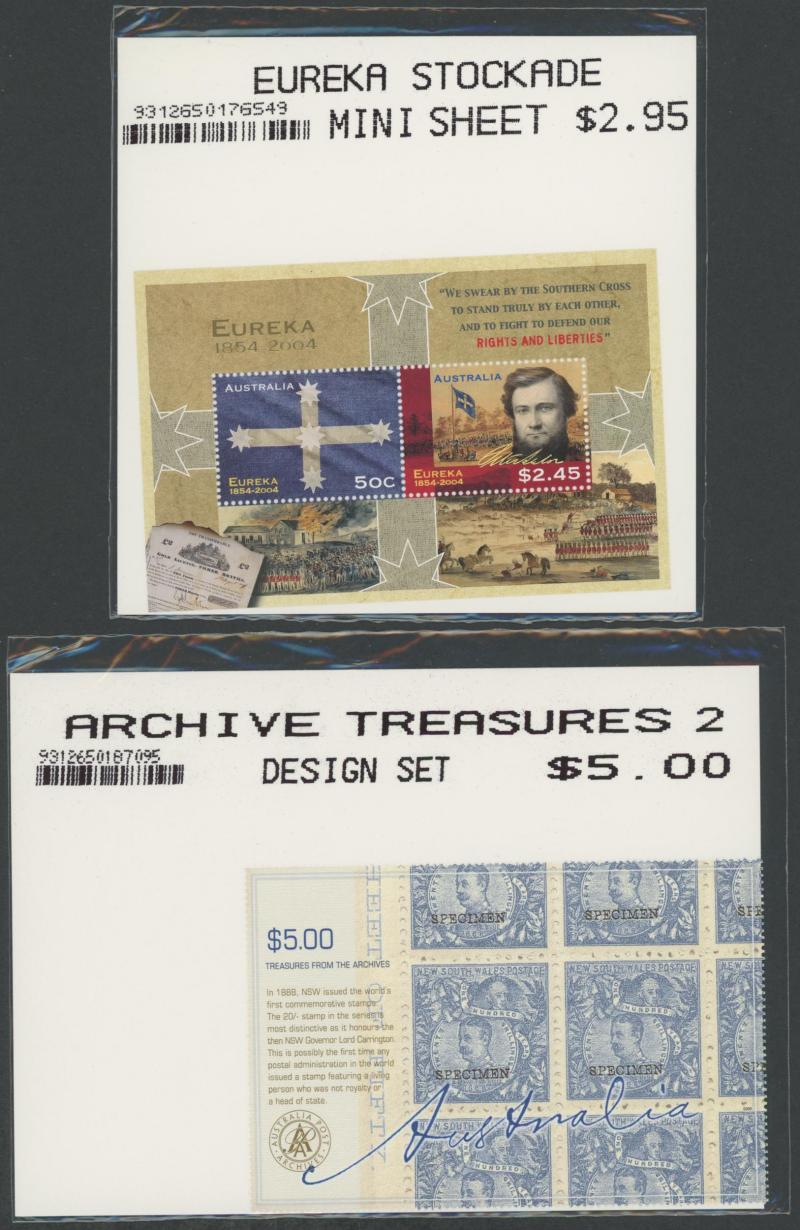 EUREKA STOCKADE
9312650176549
MINI SHEET $2.95
"WE SWEAR BY THE SOUTHERN CROSS
TO STAND TRULY BY EACH OTHER,
AND TO FIGHT TO DEFEND OUR
RIGHTS AND LIBERTIES"
EUREKA
1854-2004
AUSTRALIA
EUREKA
1854-2004
50C
AUSTRALIA
EUREKA
1854-2004
$2.45
ARCHIVE TREASURES 2
9312650187095
DESIGN SET $5.00
$5.00
TREASURES FROM THE ARCHIVES
In 1888, NSW issued the world's
first commemorative stamps.
The 20/- stamp in the series is
most distinctive as it honours the
then NSW Governor Lord Carrington.
This is possibly the first time any
postal administration in the world
issued a stamp featuring a living
person who was not royalty or
a head of state.
AUSTRALIA POST
ARCHIVES
SPECIMEN
SPECIMEN
NEW SOUTH WALES POSTAGE
HUNDRED
SPECIMEN
NEW SOUTH WALES POSTAGE
HUNDRED
SPECIMEN
Australia